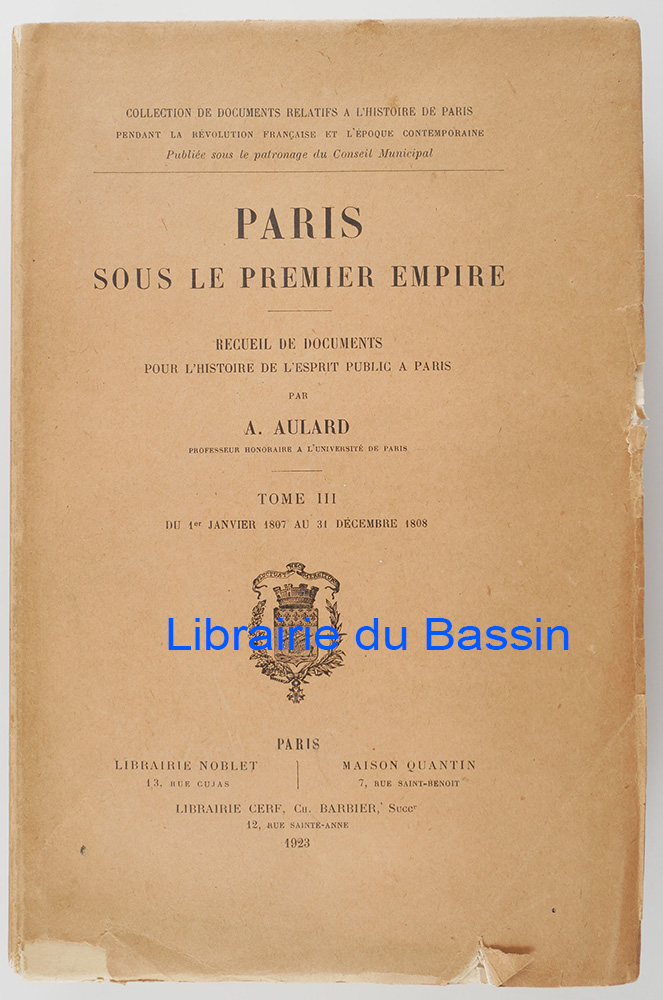 COLLECTION DE DOCUMENTS RELATIFS A L'HISTOIRE DE PARIS
PENDANT LA RÉVOLUTION FRANÇAISE ET L'ÉPOQUE CONTEMPORAINE
Publiée sous le patronage du Conseil Municipal
PARIS
SOUS LE PREMIER EMPIRE
RECUEIL DE DOCUMENTS
POUR L'HISTOIRE DE L'ESPRIT PUBLIC A PARIS
PAR
A. AULARD
PROFESSEUR HONORAIRE A L'UNIVERSITÉ DE PARIS
TOME III
DU 1er JANVIER 1807 AU 31 DÉCEMBRE 1808
Librairie du Bassin
PARIS
LIBRAIRIE NOBLET
13, RUE CUJAS
MAISON QUANTIN
7, RUE SAINT-BENOIT
LIBRAIRIE CERF, CH. BARBIER, Succr
12, RUE SAINTE-ANNE
1923